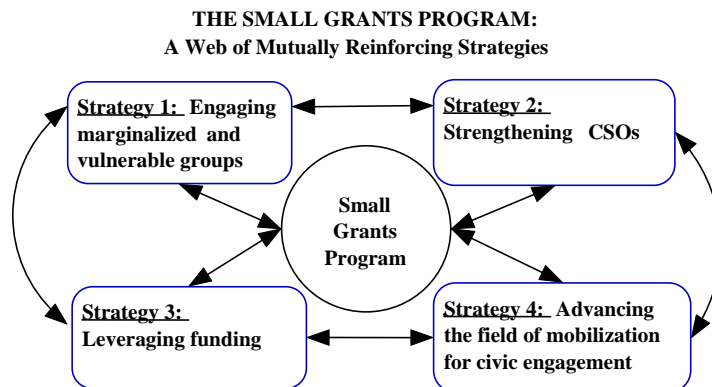 THE SMALL GRANTS PROGRAM:
A Web of Mutually Reinforcing Strategies
Strategy 1: Engaging
marginalized and
vulnerable groups
Strategy 2:
Strengthening CSOs
Small
Grants
Program
Strategy 3:
Leveraging funding
Strategy 4: Advancing
the field of mobilization
for civic engagement